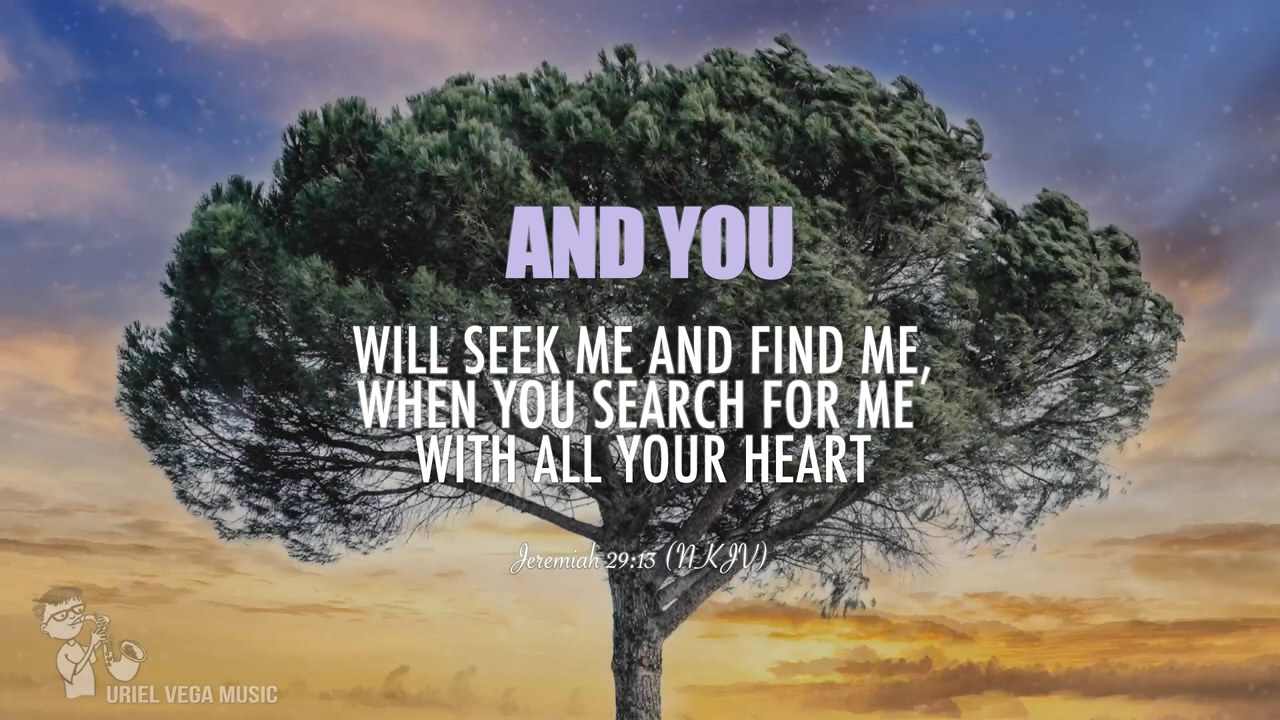 AND YOU
WILL SEEK ME AND FIND ME,
WHEN YOU SEARCH FOR ME
WITH ALL YOUR HEART
Jeremiah 29:13 (NKJV)
URIEL VEGA MUSIC